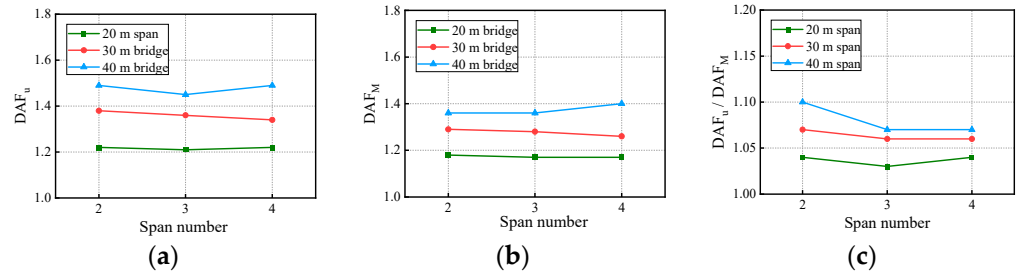 1.8
1.6
1.4
1.2
1.0
DAFu
20 m span
30 m bridge
40 m bridge
2
3
4
Span number
(a)
1.8
1.6
1.4
1.2
1.0
DAFM
20 m bridge
30 m bridge
40 m bridge
2
3
4
Span number
(b)
1.20
1.15
1.10
1.05
1.00
DAFu / DAFM
20 m span
30 m span
40 m span
2
3
4
Span number
(c)